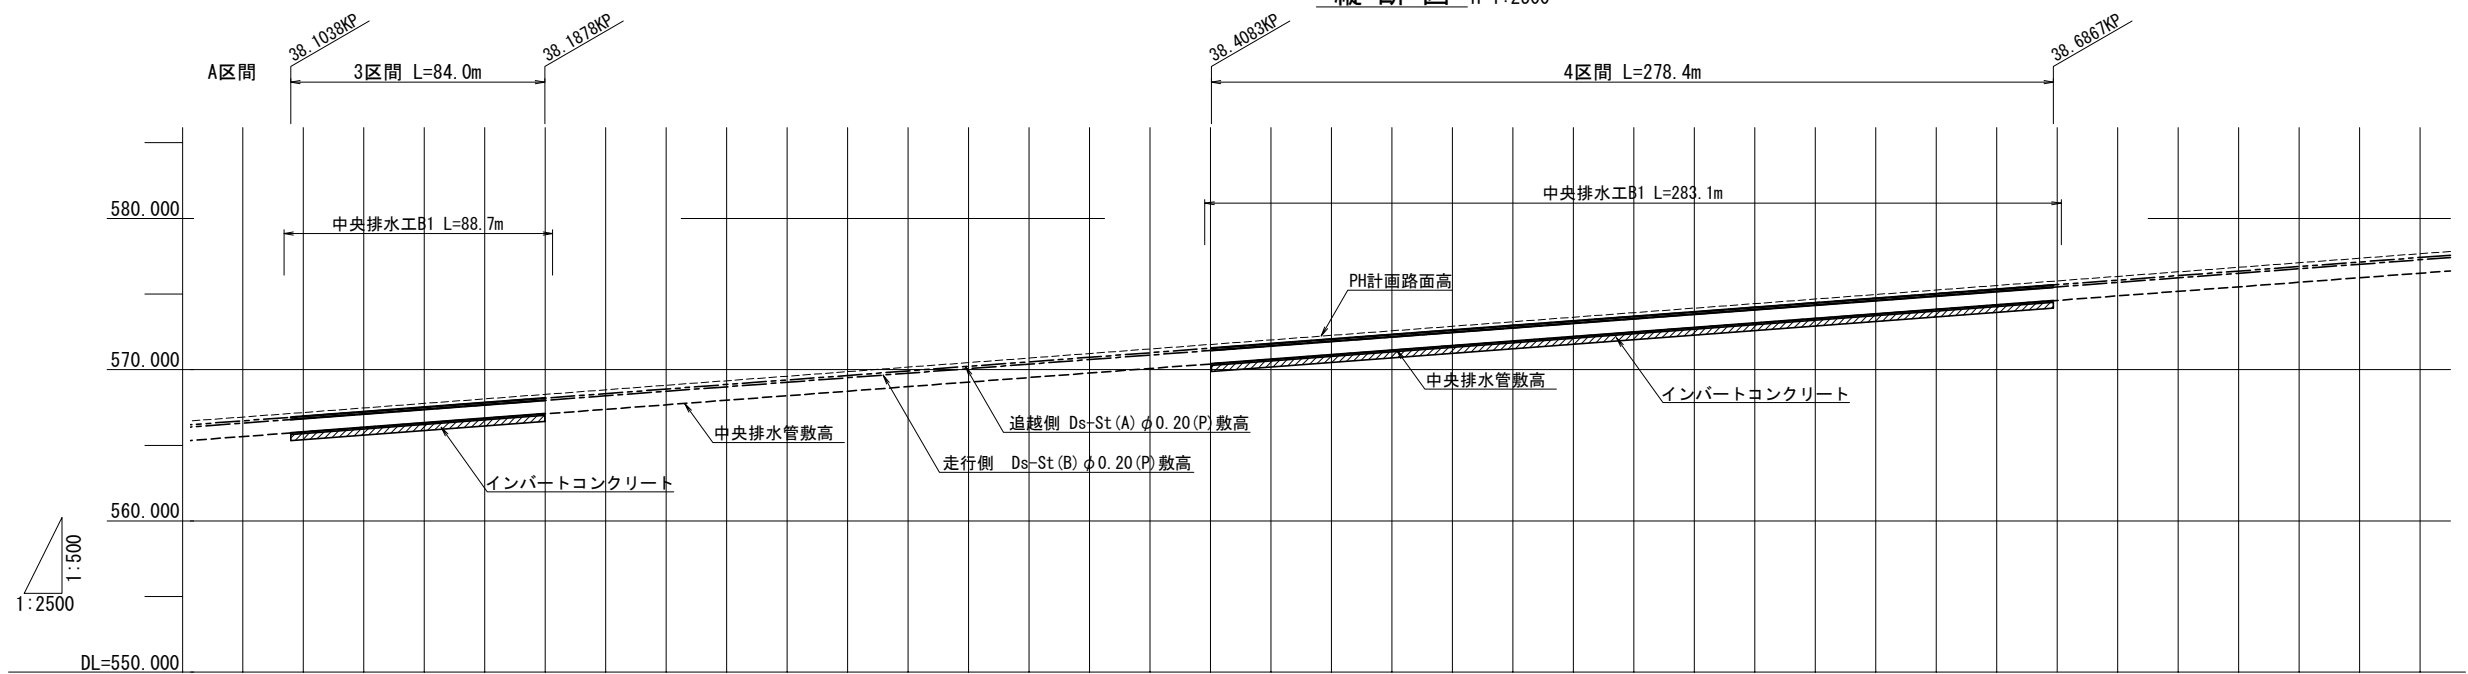 38.1038KP
38.1878KP
38.4083KP
38.6867KP
A区間
3区間 L=84.0m
4区間 L=278.4m
中央排水工B1 L=283.1m
580.000
中央排水工B1 L=88.7m
PH計画路面高
570.000
中央排水管敷高
インバートコンクリート
追越側 Ds-St(A)φ0.20(P)敷高
中央排水管敷高
走行側 Ds-St(B)φ0.20(P)敷高
インバートコンクリート
560.000
1:500
1:2500
DL=550.000